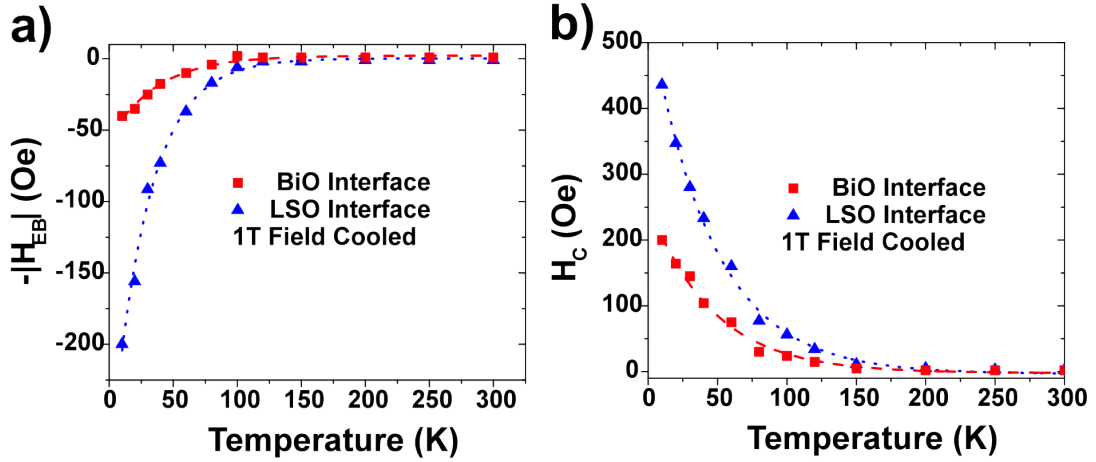 a)
0
-50
-100
-150
-200
0 50 100 150 200 250 300
-|H_EB| (Oe)
Temperature (K)
BiO Interface
LSO Interface
1T Field Cooled
b)
500
400
300
200
100
0
0 50 100 150 200 250 300
H_C (Oe)
Temperature (K)
BiO Interface
LSO Interface
1T Field Cooled